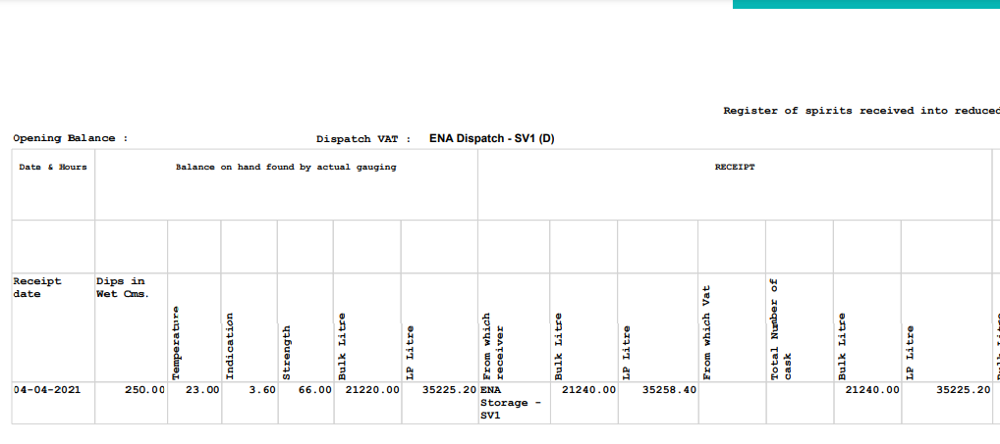 Register of spirits received into reduced
Opening Balance :
Dispatch VAT : ENA Dispatch - SV1 (D)
Date & Hours
Balance on hand found by actual gauging
RECEIPT
Receipt
date
Dips in
Wet Cms.
Temperature
Indication
Strength
Bulk Litre
LP Litre
From which
receiver
Bulk Litre
LP Litre
From which Vat
Total Number of
cask
Bulk Litre
LP Litre
04-04-2021 250.00 23.00 3.60 66.00 21220.00 35225.20 ENA 21240.00 35258.40 21240.00 35225.20
Storage -
SV1